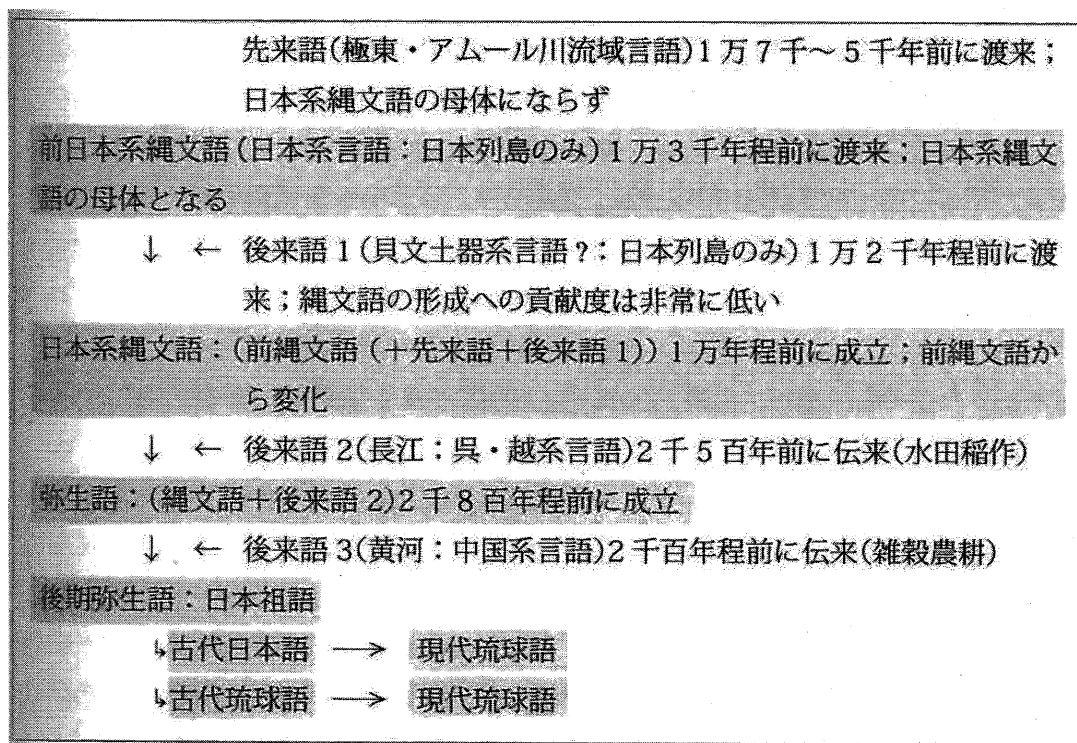 先来語(極東・アムール川流域言語)1万7千〜5千年前に渡来；
日本系縄文語の母体にならず
前日本系縄文語(日本系言語：日本列島のみ)1万3千年程前に渡来；日本系縄文
語の母体となる
↓ ← 後来語1(貝文土器系言語?：日本列島のみ)1万2千年程前に渡
来；縄文語の形成への貢献度は非常に低い
日本系縄文語：(前縄文語(+先来語+後来語1))1万年程前に成立；前縄文語か
ら変化
↓ ← 後来語2(長江：呉・越系言語)2千5百年前に伝来(水田稲作)
弥生語：(縄文語+後来語2)2千8百年程前に成立
↓ ← 後来語3(黄河：中国系言語)2千百年程前に伝来(雑穀農耕)
後期弥生語：日本祖語
↳古代日本語 → 現代琉球語
↳古代琉球語 → 現代琉球語